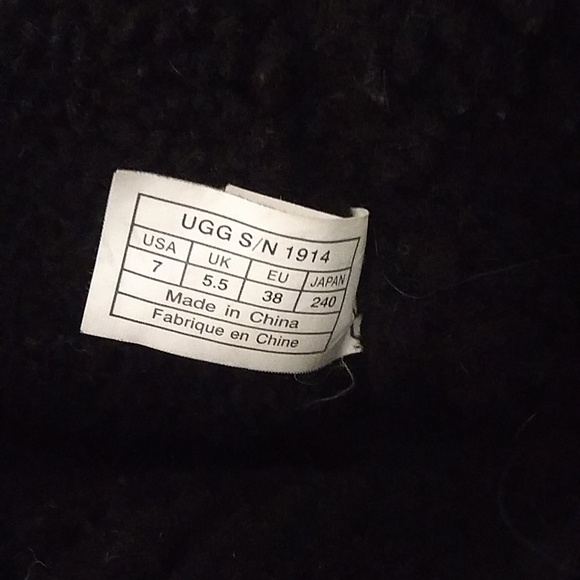 UGG S/N 1914
USA UK EU JAPAN
7 5.5 38 240
Made in China
Fabrique en Chine